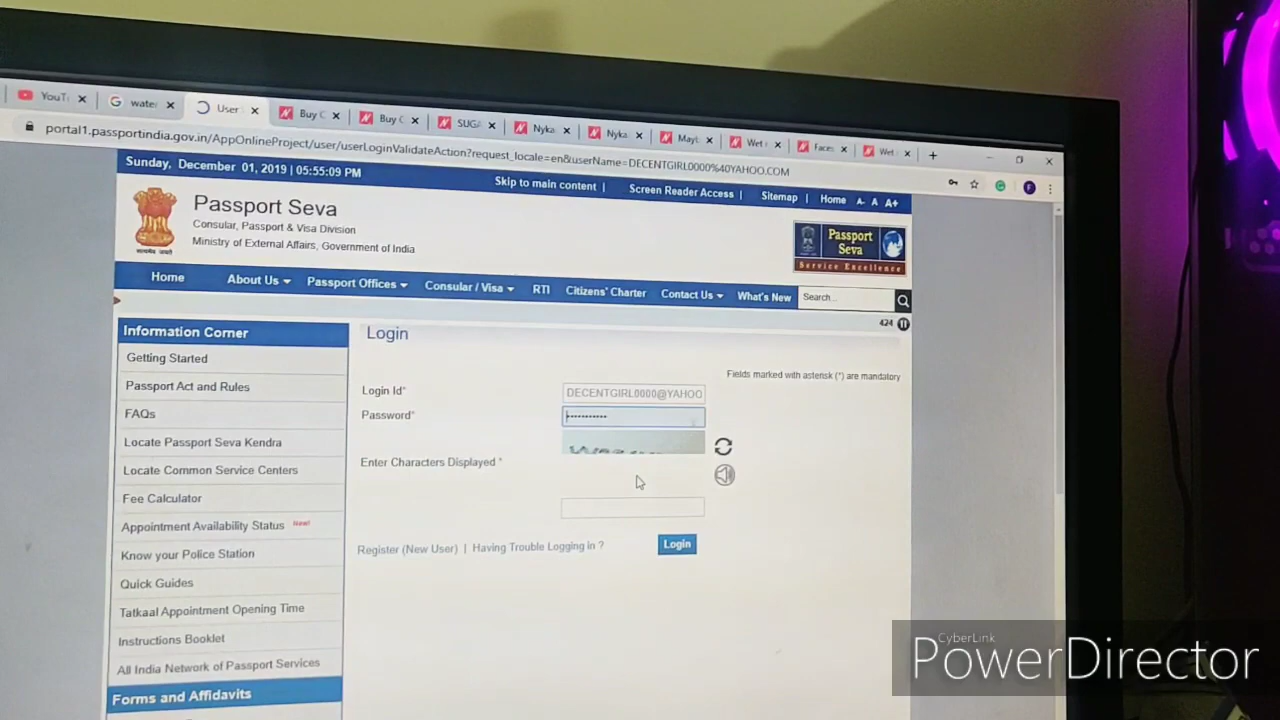 YouT
wate
User
Buy C
Buy C
SUGA
Nyka
Nyka
Mayb
Wet
Faces
Wet
portal1.passportindia.gov.in/AppOnlineProject/user/userLoginValidateAction?request_locale=en&userName=DECENTGIRL0000%40YAHOO.COM
Sunday, December 01, 2019 | 05:55:09 PM
Skip to main content | Screen Reader Access | Sitemap | Home A- A A+
Passport Seva
Consular, Passport & Visa Division
Ministry of External Affairs, Government of India
सत्यमेव जयते
Passport
Seva
Service Excellence
Home About Us Passport Offices Consular / Visa RTI Citizens' Charter Contact Us What's New Search...
424
Information Corner
Getting Started
Passport Act and Rules
FAQs
Locate Passport Seva Kendra
Locate Common Service Centers
Fee Calculator
Appointment Availability Status New!
Know your Police Station
Quick Guides
Tatkaal Appointment Opening Time
Instructions Booklet
All India Network of Passport Services
Forms and Affidavits
Login
Fields marked with asterisk (*) are mandatory
Login Id* DECENTGIRL0000@YAHOO
Password*
Enter Characters Displayed *
Register (New User) | Having Trouble Logging in ? Login
CyberLink
PowerDirector